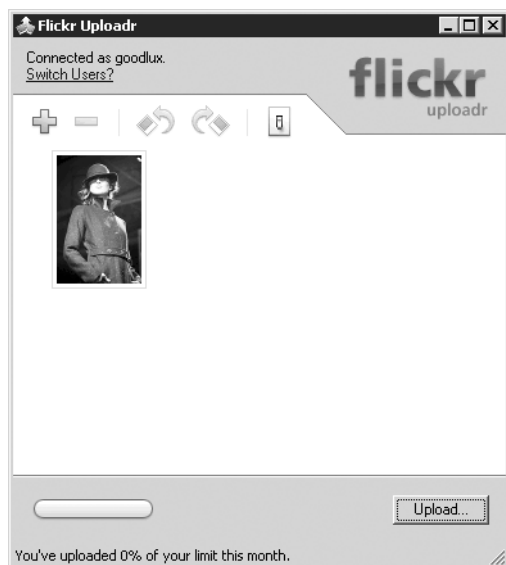 Flickr Uploadr
Connected as goodlux.
Switch Users?
flickr
uploadr
Upload...
You've uploaded 0% of your limit this month.